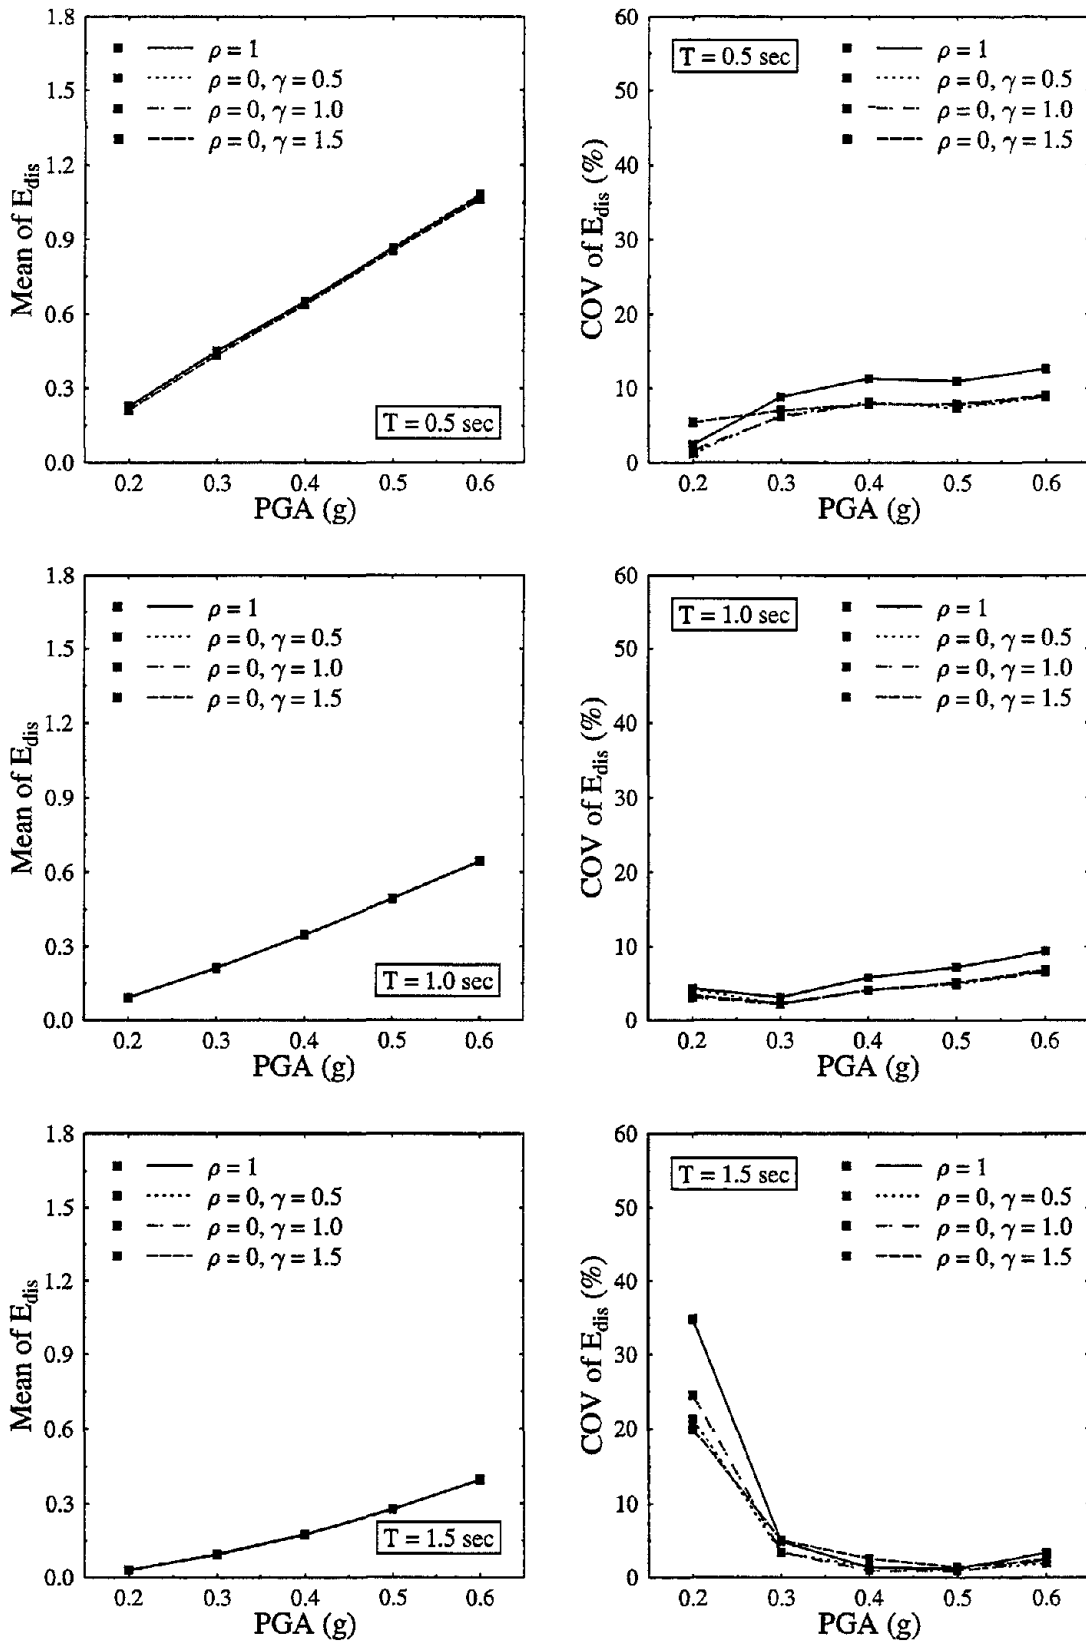 1.8
1.5
1.2
0.9
0.6
0.3
0.0
Mean of E_dis
ρ = 1
ρ = 0, γ = 0.5
ρ = 0, γ = 1.0
ρ = 0, γ = 1.5
T = 0.5 sec
0.2 0.3 0.4 0.5 0.6
PGA (g)
60
50
40
30
20
10
0
COV of E_dis (%)
T = 0.5 sec
ρ = 1
ρ = 0, γ = 0.5
ρ = 0, γ = 1.0
ρ = 0, γ = 1.5
0.2 0.3 0.4 0.5 0.6
PGA (g)
1.8
1.5
1.2
0.9
0.6
0.3
0.0
Mean of E_dis
ρ = 1
ρ = 0, γ = 0.5
ρ = 0, γ = 1.0
ρ = 0, γ = 1.5
T = 1.0 sec
0.2 0.3 0.4 0.5 0.6
PGA (g)
60
50
40
30
20
10
0
COV of E_dis (%)
T = 1.0 sec
ρ = 1
ρ = 0, γ = 0.5
ρ = 0, γ = 1.0
ρ = 0, γ = 1.5
0.2 0.3 0.4 0.5 0.6
PGA (g)
1.8
1.5
1.2
0.9
0.6
0.3
0.0
Mean of E_dis
ρ = 1
ρ = 0, γ = 0.5
ρ = 0, γ = 1.0
ρ = 0, γ = 1.5
T = 1.5 sec
0.2 0.3 0.4 0.5 0.6
PGA (g)
60
50
40
30
20
10
0
COV of E_dis (%)
T = 1.5 sec
ρ = 1
ρ = 0, γ = 0.5
ρ = 0, γ = 1.0
ρ = 0, γ = 1.5
0.2 0.3 0.4 0.5 0.6
PGA (g)